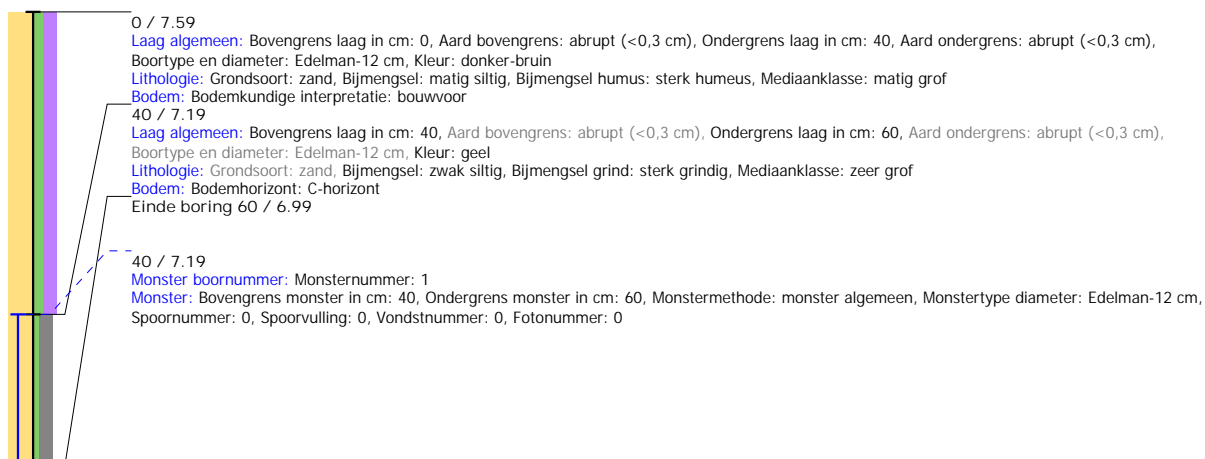 0 / 7.59
Laag algemeen: Bovengrens laag in cm: 0, Aard bovengrens: abrupt (<0,3 cm), Ondergrens laag in cm: 40, Aard ondergrens: abrupt (<0,3 cm),
Boortype en diameter: Edelman-12 cm, Kleur: donker-bruin
Lithologie: Grondsoort: zand, Bijmengsel: matig siltig, Bijmengsel humus: sterk humeus, Mediaanklasse: matig grof
Bodem: Bodemkundige interpretatie: bouwvoor
40 / 7.19
Laag algemeen: Bovengrens laag in cm: 40, Aard bovengrens: abrupt (<0,3 cm), Ondergrens laag in cm: 60, Aard ondergrens: abrupt (<0,3 cm),
Boortype en diameter: Edelman-12 cm, Kleur: geel
Lithologie: Grondsoort: zand, Bijmengsel: zwak siltig, Bijmengsel grind: sterk grindig, Mediaanklasse: zeer grof
Bodem: Bodemhorizont: C-horizont
Einde boring 60 / 6.99
40 / 7.19
Monster boornummer: Monsternummer: 1
Monster: Bovengrens monster in cm: 40, Ondergrens monster in cm: 60, Monstermethode: monster algemeen, Monstertype diameter: Edelman-12 cm,
Spoornummer: 0, Spoorvulling: 0, Vondstnummer: 0, Fotonummer: 0